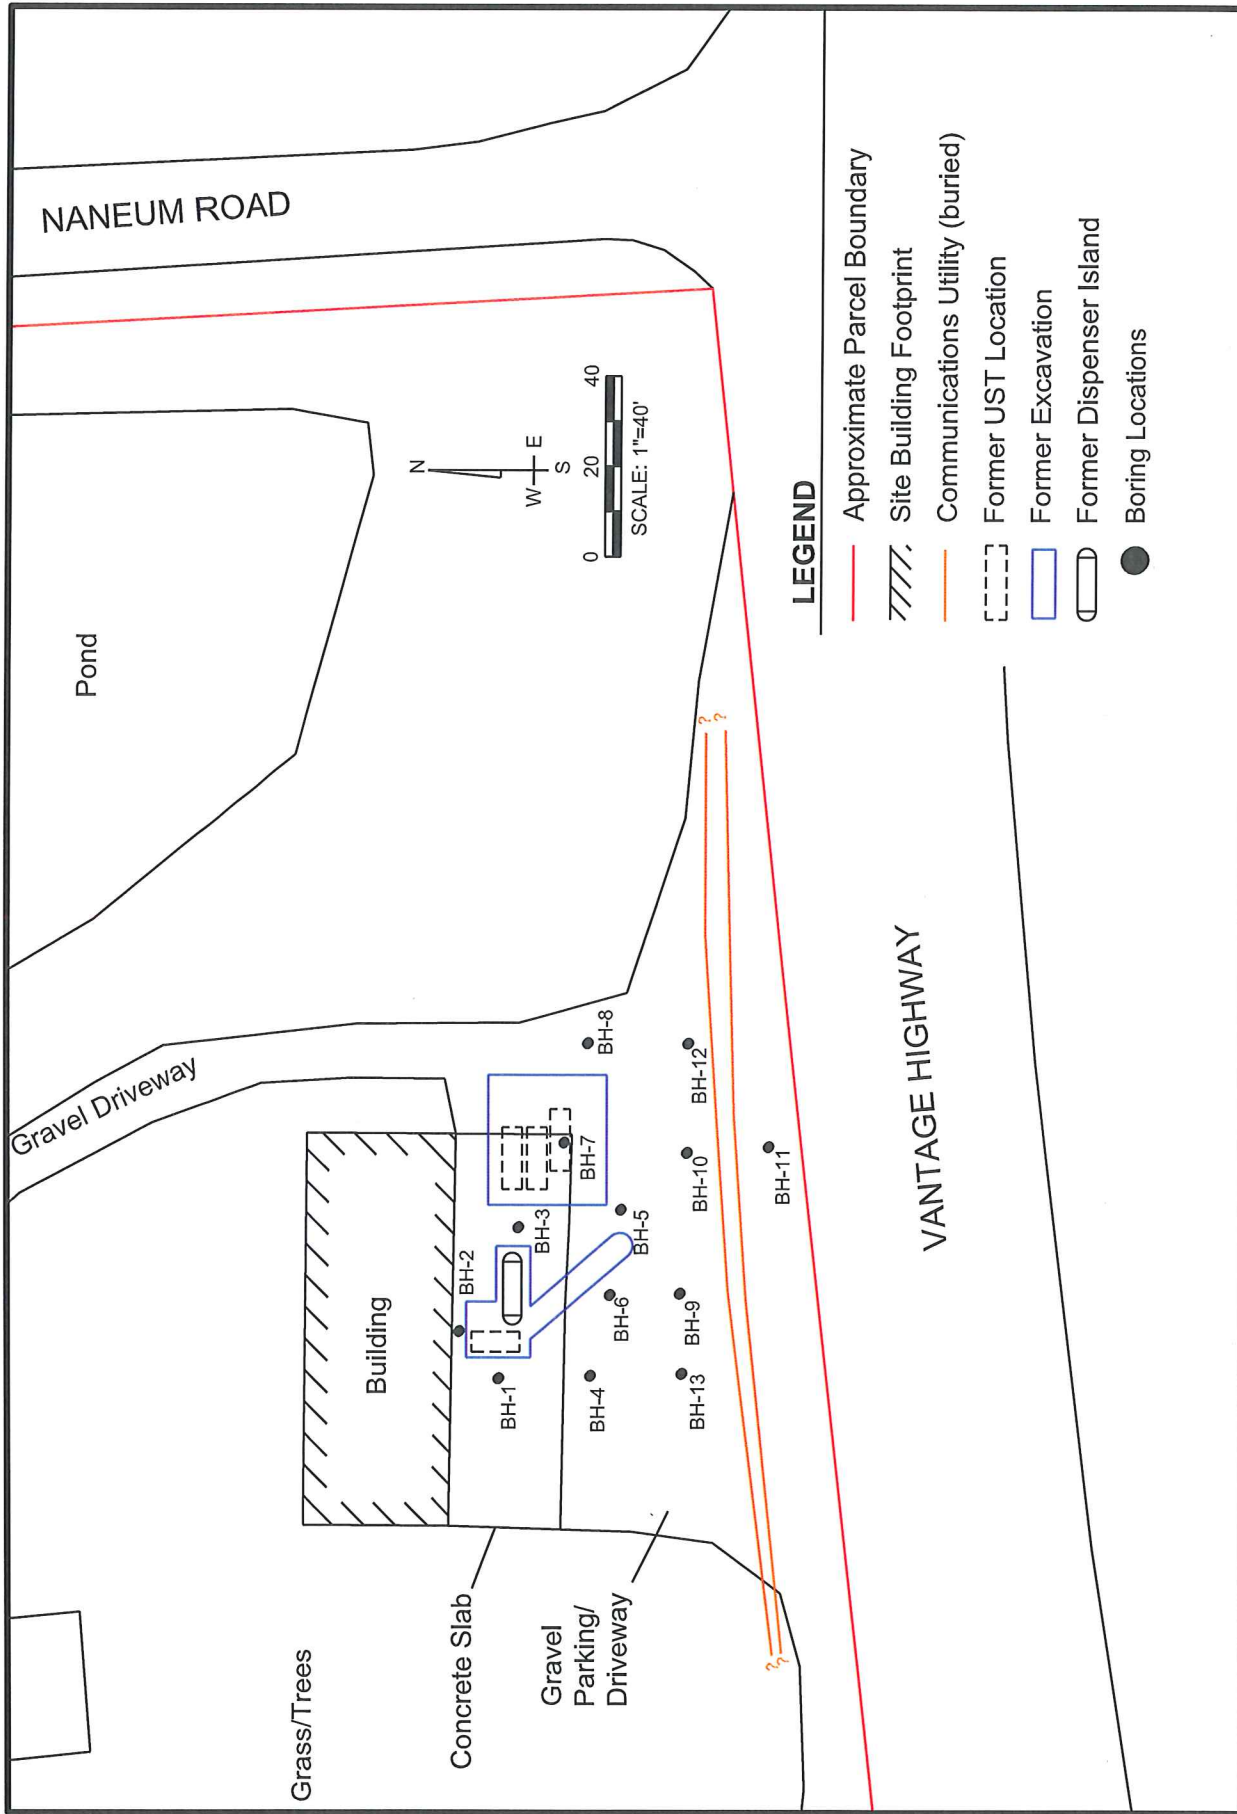 NANEUM ROAD
Pond
Gravel Driveway
N
W E
S
0 20 40
SCALE: 1"=40'
Grass/Trees
Building
Concrete Slab
Gravel
Parking/
Driveway
BH-1
BH-2
BH-3
BH-4
BH-5
BH-6
BH-7
BH-8
BH-9
BH-10
BH-11
BH-12
BH-13
?
?
?
?
VANTAGE HIGHWAY
LEGEND
Approximate Parcel Boundary
Site Building Footprint
Communications Utility (buried)
Former UST Location
Former Excavation
Former Dispenser Island
Boring Locations